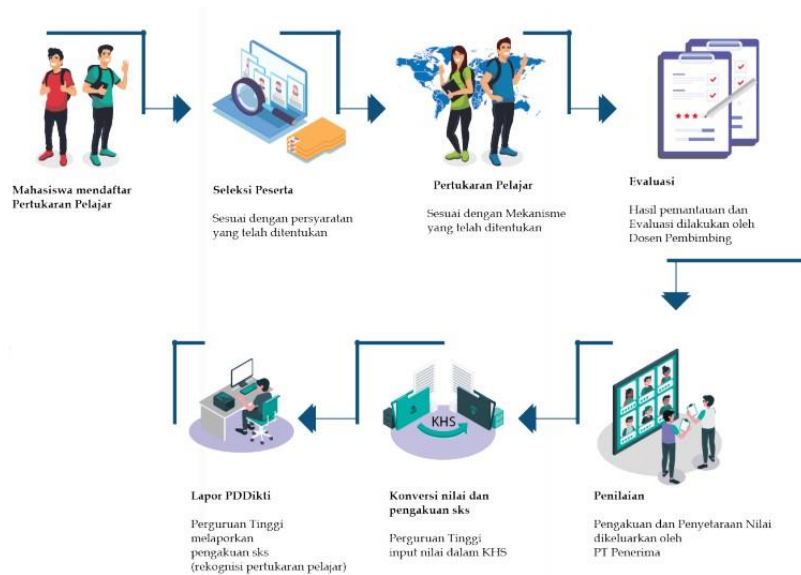 Mahasiswa mendaftar
Pertukaran Pelajar
Seleksi Peserta
Sesuai dengan persyaratan
yang telah ditentukan
Pertukaran Pelajar
Sesuai dengan Mekanisme
yang telah ditentukan
Evaluasi
Hasil pemantauan dan
Evaluasi dilakukan oleh
Dosen Pembimbing
Lapor PDDikti
Perguruan Tinggi
melaporkan
pengakuan sks
(rekognisi pertukaran pelajar)
KHS
Konversi nilai dan
pengakuan sks
Perguruan Tinggi
input nilai dalam KHS
Penilaian
Pengakuan dan Penyetaraan Nilai
dikeluarkan oleh
PT Penerima